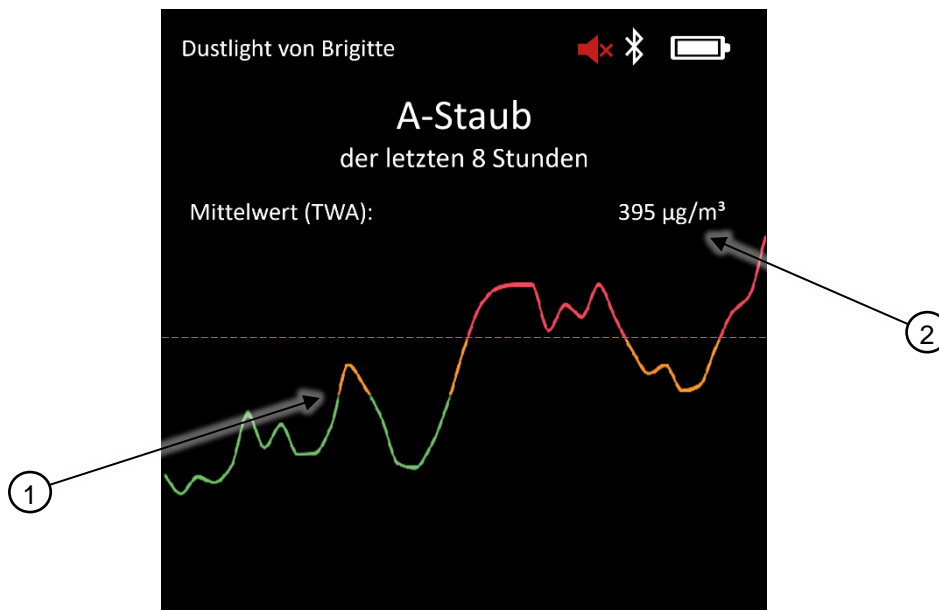 Dustlight von Brigitte
A-Staub
der letzten 8 Stunden
Mittelwert (TWA): 395 µg/m³
2
1